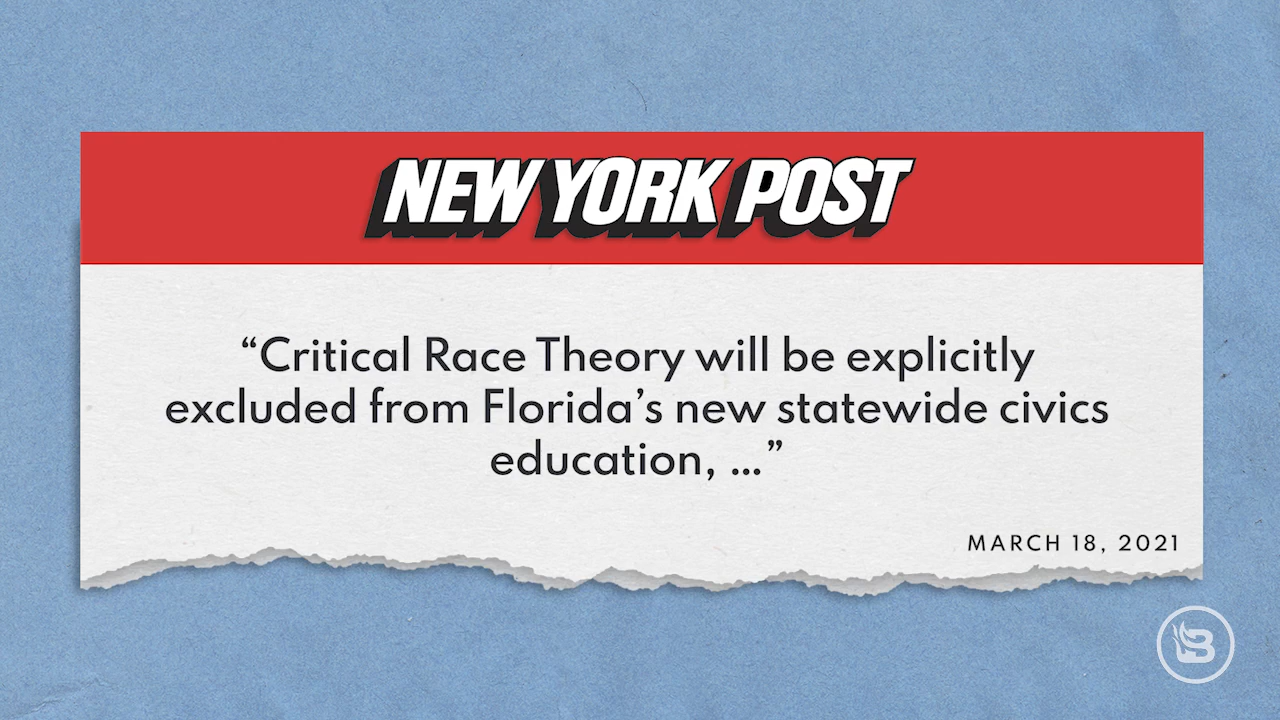 NEW YORK POST
“Critical Race Theory will be explicitly
excluded from Florida’s new statewide civics
education, ...”
MARCH 18, 2021
B